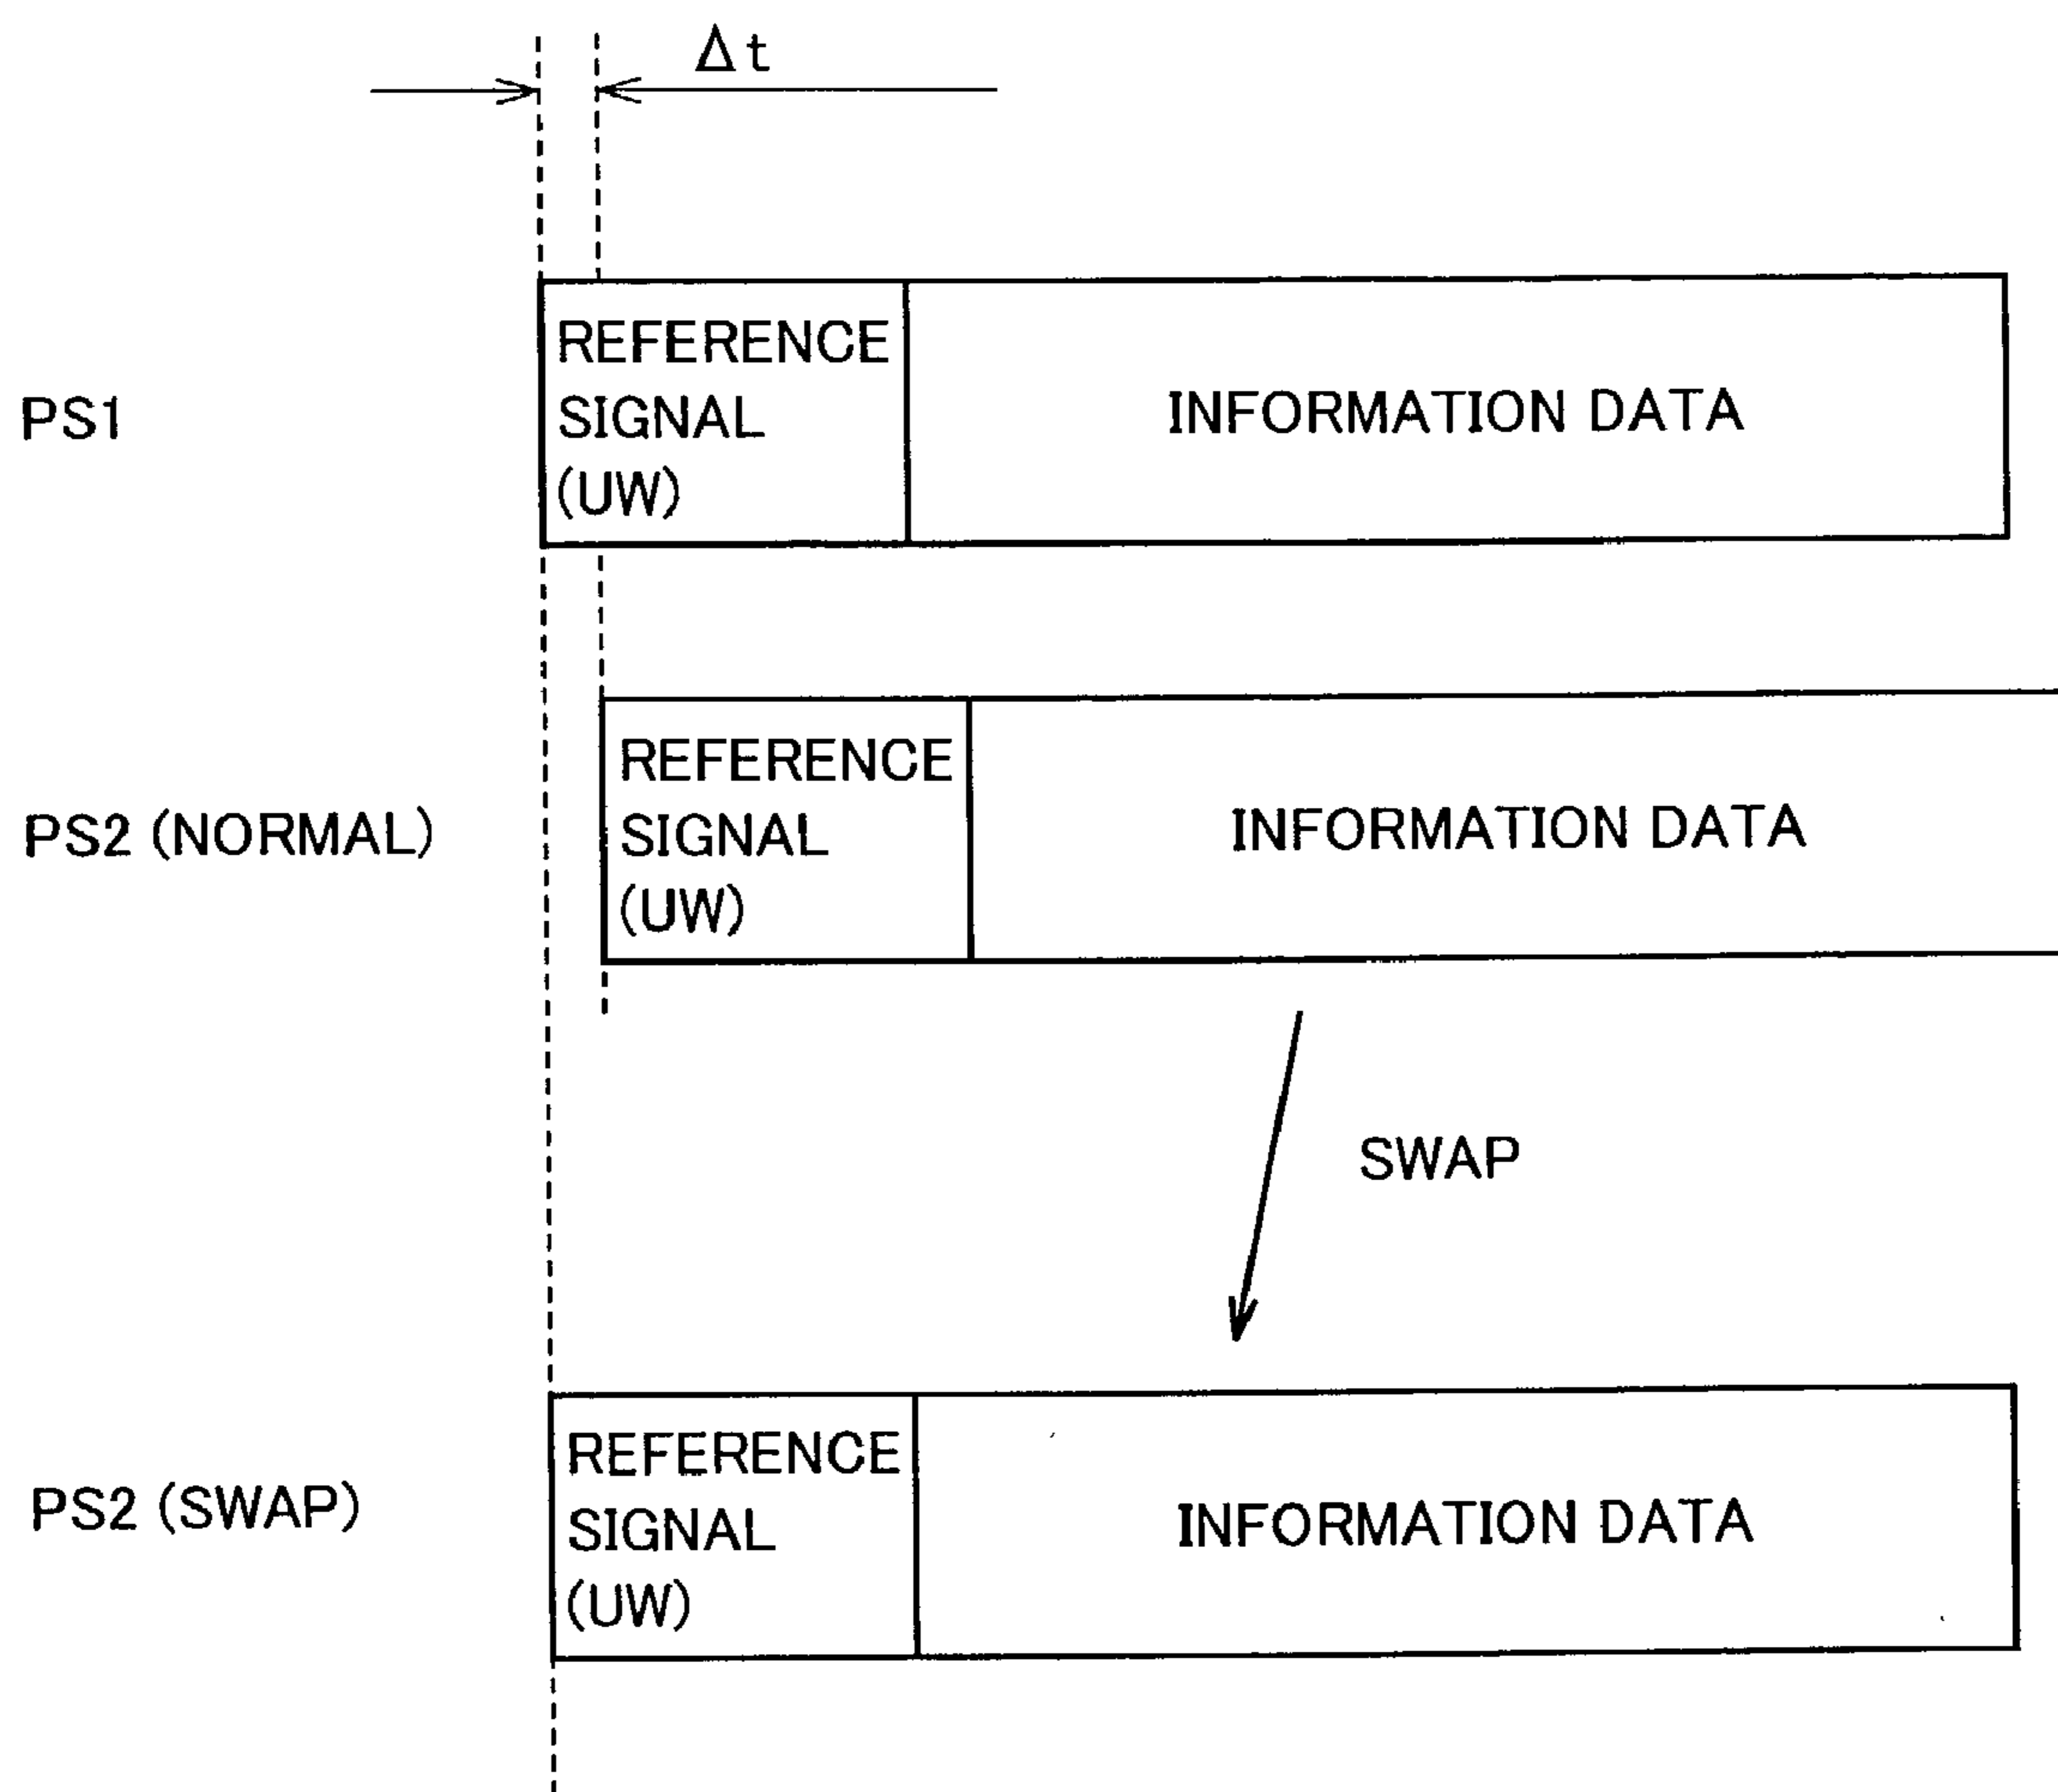 Δt
PS1
REFERENCE
SIGNAL
(UW)
INFORMATION DATA
PS2 (NORMAL)
REFERENCE
SIGNAL
(UW)
INFORMATION DATA
SWAP
PS2 (SWAP)
REFERENCE
SIGNAL
(UW)
INFORMATION DATA